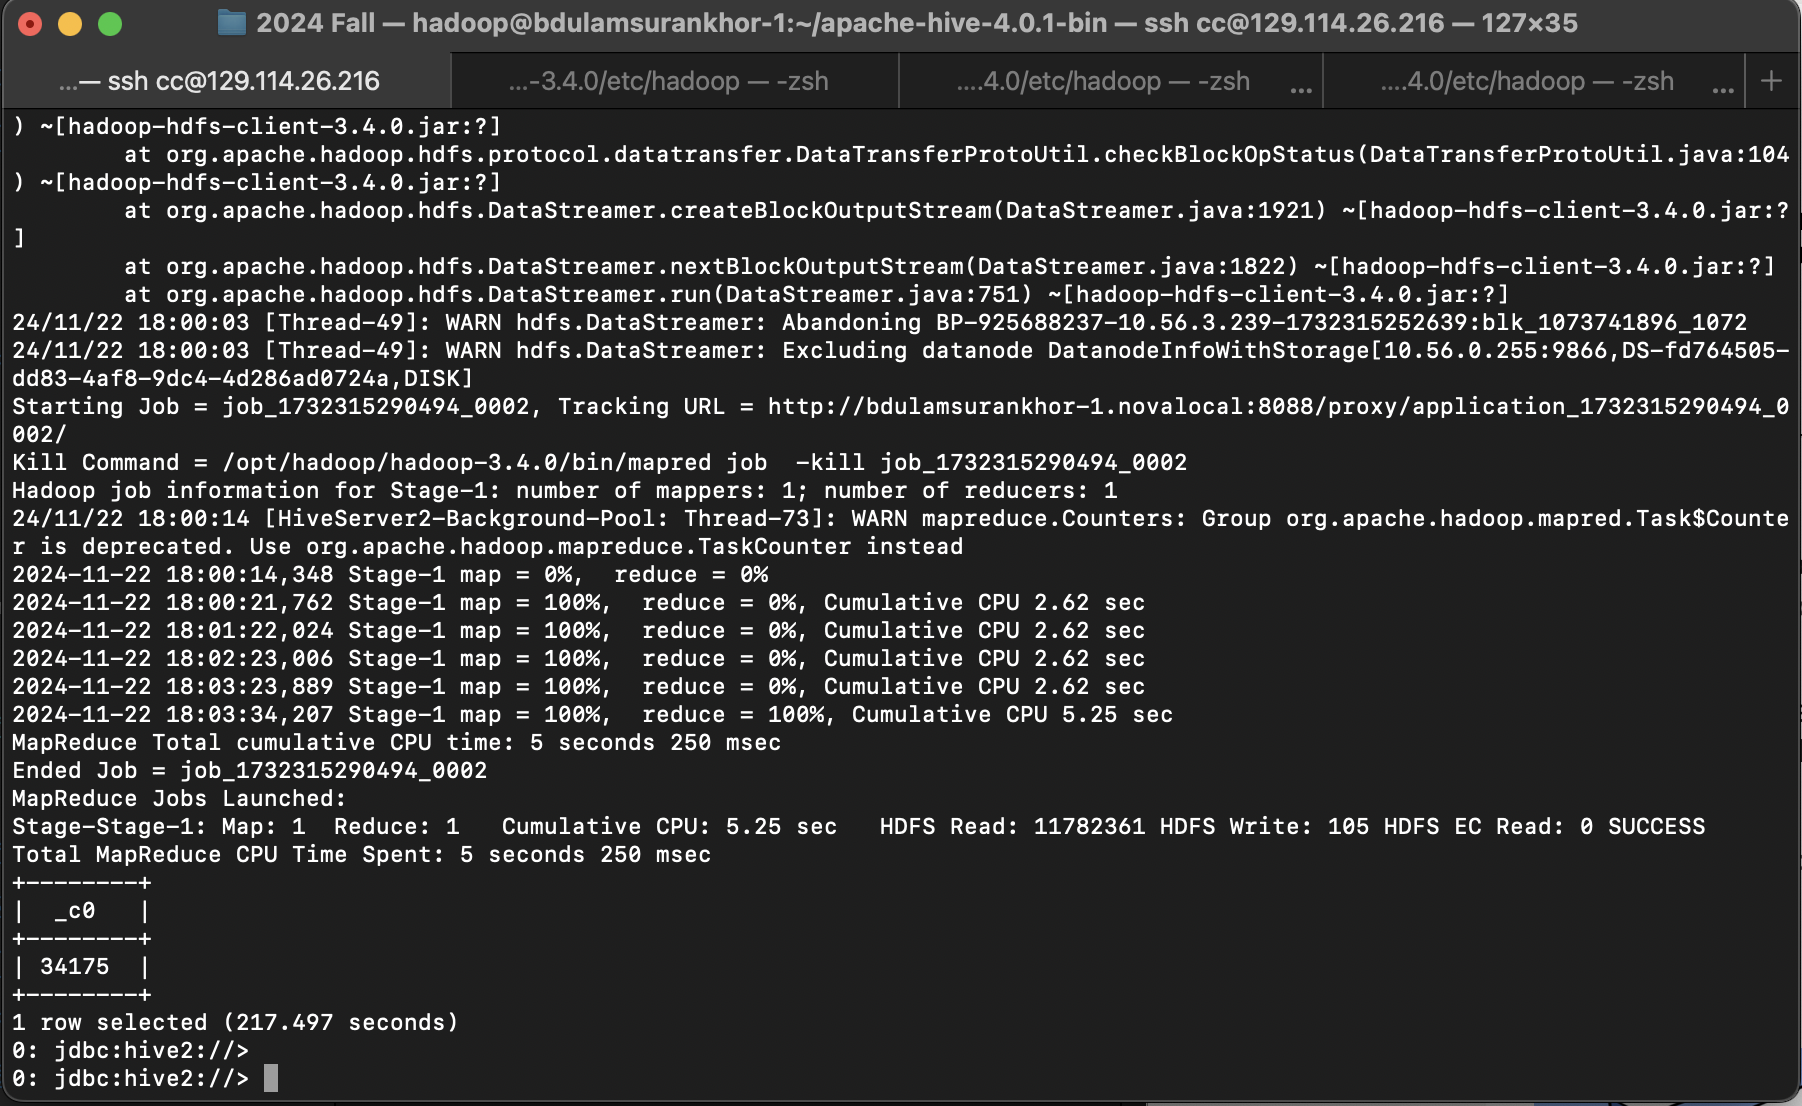 2024 Fall — hadoop@bdulamsurankhor-1:~/apache-hive-4.0.1-bin — ssh cc@129.114.26.216 — 127×35
...— ssh cc@129.114.26.216 ...-3.4.0/etc/hadoop — -zsh ....4.0/etc/hadoop — -zsh ... ....4.0/etc/hadoop — -zsh ... +
) ~[hadoop-hdfs-client-3.4.0.jar:?]
        at org.apache.hadoop.hdfs.protocol.datatransfer.DataTransferProtoUtil.checkBlockOpStatus(DataTransferProtoUtil.java:104
) ~[hadoop-hdfs-client-3.4.0.jar:?]
        at org.apache.hadoop.hdfs.DataStreamer.createBlockOutputStream(DataStreamer.java:1921) ~[hadoop-hdfs-client-3.4.0.jar:?
]
        at org.apache.hadoop.hdfs.DataStreamer.nextBlockOutputStream(DataStreamer.java:1822) ~[hadoop-hdfs-client-3.4.0.jar:?]
        at org.apache.hadoop.hdfs.DataStreamer.run(DataStreamer.java:751) ~[hadoop-hdfs-client-3.4.0.jar:?]
24/11/22 18:00:03 [Thread-49]: WARN hdfs.DataStreamer: Abandoning BP-925688237-10.56.3.239-1732315252639:blk_1073741896_1072
24/11/22 18:00:03 [Thread-49]: WARN hdfs.DataStreamer: Excluding datanode DatanodeInfoWithStorage[10.56.0.255:9866,DS-fd764505-
dd83-4af8-9dc4-4d286ad0724a,DISK]
Starting Job = job_1732315290494_0002, Tracking URL = http://bdulamsurankhor-1.novalocal:8088/proxy/application_1732315290494_0
002/
Kill Command = /opt/hadoop/hadoop-3.4.0/bin/mapred job  -kill job_1732315290494_0002
Hadoop job information for Stage-1: number of mappers: 1; number of reducers: 1
24/11/22 18:00:14 [HiveServer2-Background-Pool: Thread-73]: WARN mapreduce.Counters: Group org.apache.hadoop.mapred.Task$Counte
r is deprecated. Use org.apache.hadoop.mapreduce.TaskCounter instead
2024-11-22 18:00:14,348 Stage-1 map = 0%,  reduce = 0%
2024-11-22 18:00:21,762 Stage-1 map = 100%,  reduce = 0%, Cumulative CPU 2.62 sec
2024-11-22 18:01:22,024 Stage-1 map = 100%,  reduce = 0%, Cumulative CPU 2.62 sec
2024-11-22 18:02:23,006 Stage-1 map = 100%,  reduce = 0%, Cumulative CPU 2.62 sec
2024-11-22 18:03:23,889 Stage-1 map = 100%,  reduce = 0%, Cumulative CPU 2.62 sec
2024-11-22 18:03:34,207 Stage-1 map = 100%,  reduce = 100%, Cumulative CPU 5.25 sec
MapReduce Total cumulative CPU time: 5 seconds 250 msec
Ended Job = job_1732315290494_0002
MapReduce Jobs Launched:
Stage-Stage-1: Map: 1  Reduce: 1   Cumulative CPU: 5.25 sec   HDFS Read: 11782361 HDFS Write: 105 HDFS EC Read: 0 SUCCESS
Total MapReduce CPU Time Spent: 5 seconds 250 msec
+---------+
|  _c0   |
+---------+
| 34175  |
+---------+
1 row selected (217.497 seconds)
0: jdbc:hive2://>
0: jdbc:hive2://>